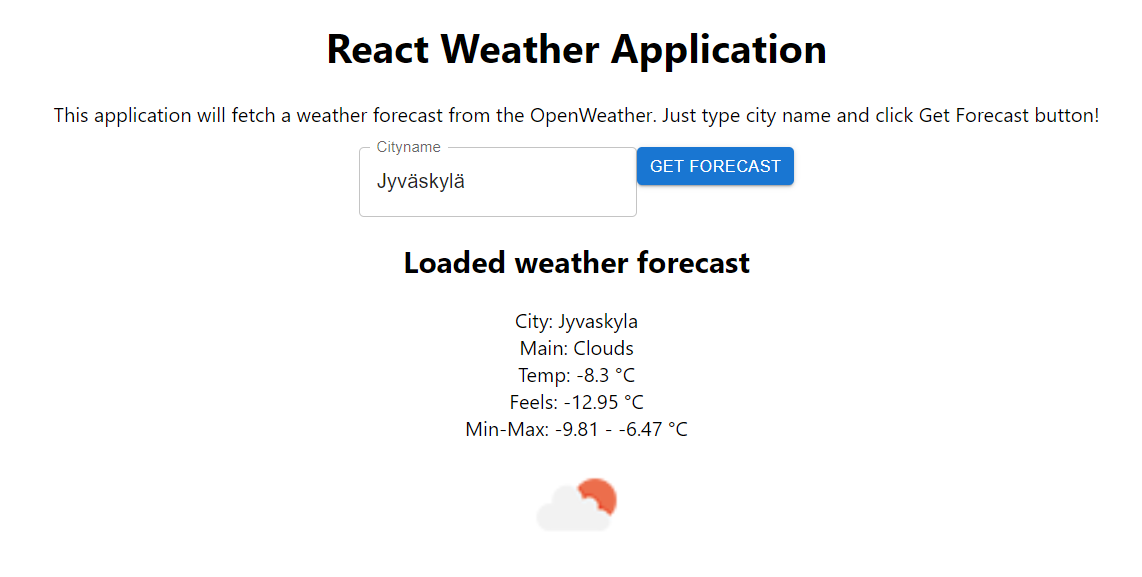 React Weather Application
This application will fetch a weather forecast from the OpenWeather. Just type city name and click Get Forecast button!
Cityname
Jyväskylä
GET FORECAST
Loaded weather forecast
City: Jyvaskyla
Main: Clouds
Temp: -8.3 °C
Feels: -12.95 °C
Min-Max: -9.81 - -6.47 °C